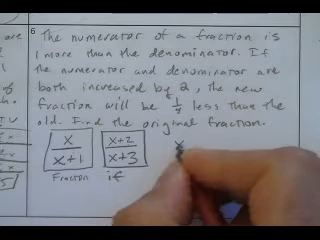 6 The numerator of a fraction is
1 more than the denominator. If
the numerator and denominator are
both increased by 2, the new
fraction will be 1/4 less than the
old. Find the original fraction.
x/x+1 x+2/x+3 x
Fraction if